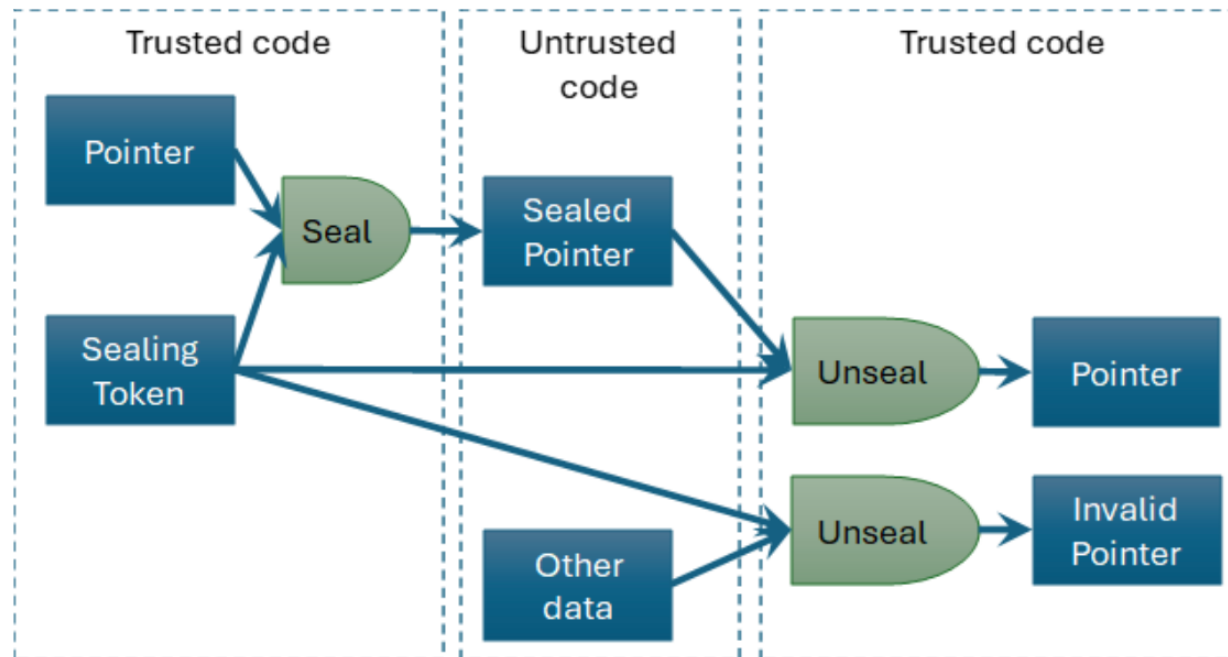 Trusted code
Untrusted
code
Trusted code
Pointer
Seal
Sealed
Pointer
Sealing
Token
Unseal
Pointer
Unseal
Invalid
Pointer
Other
data